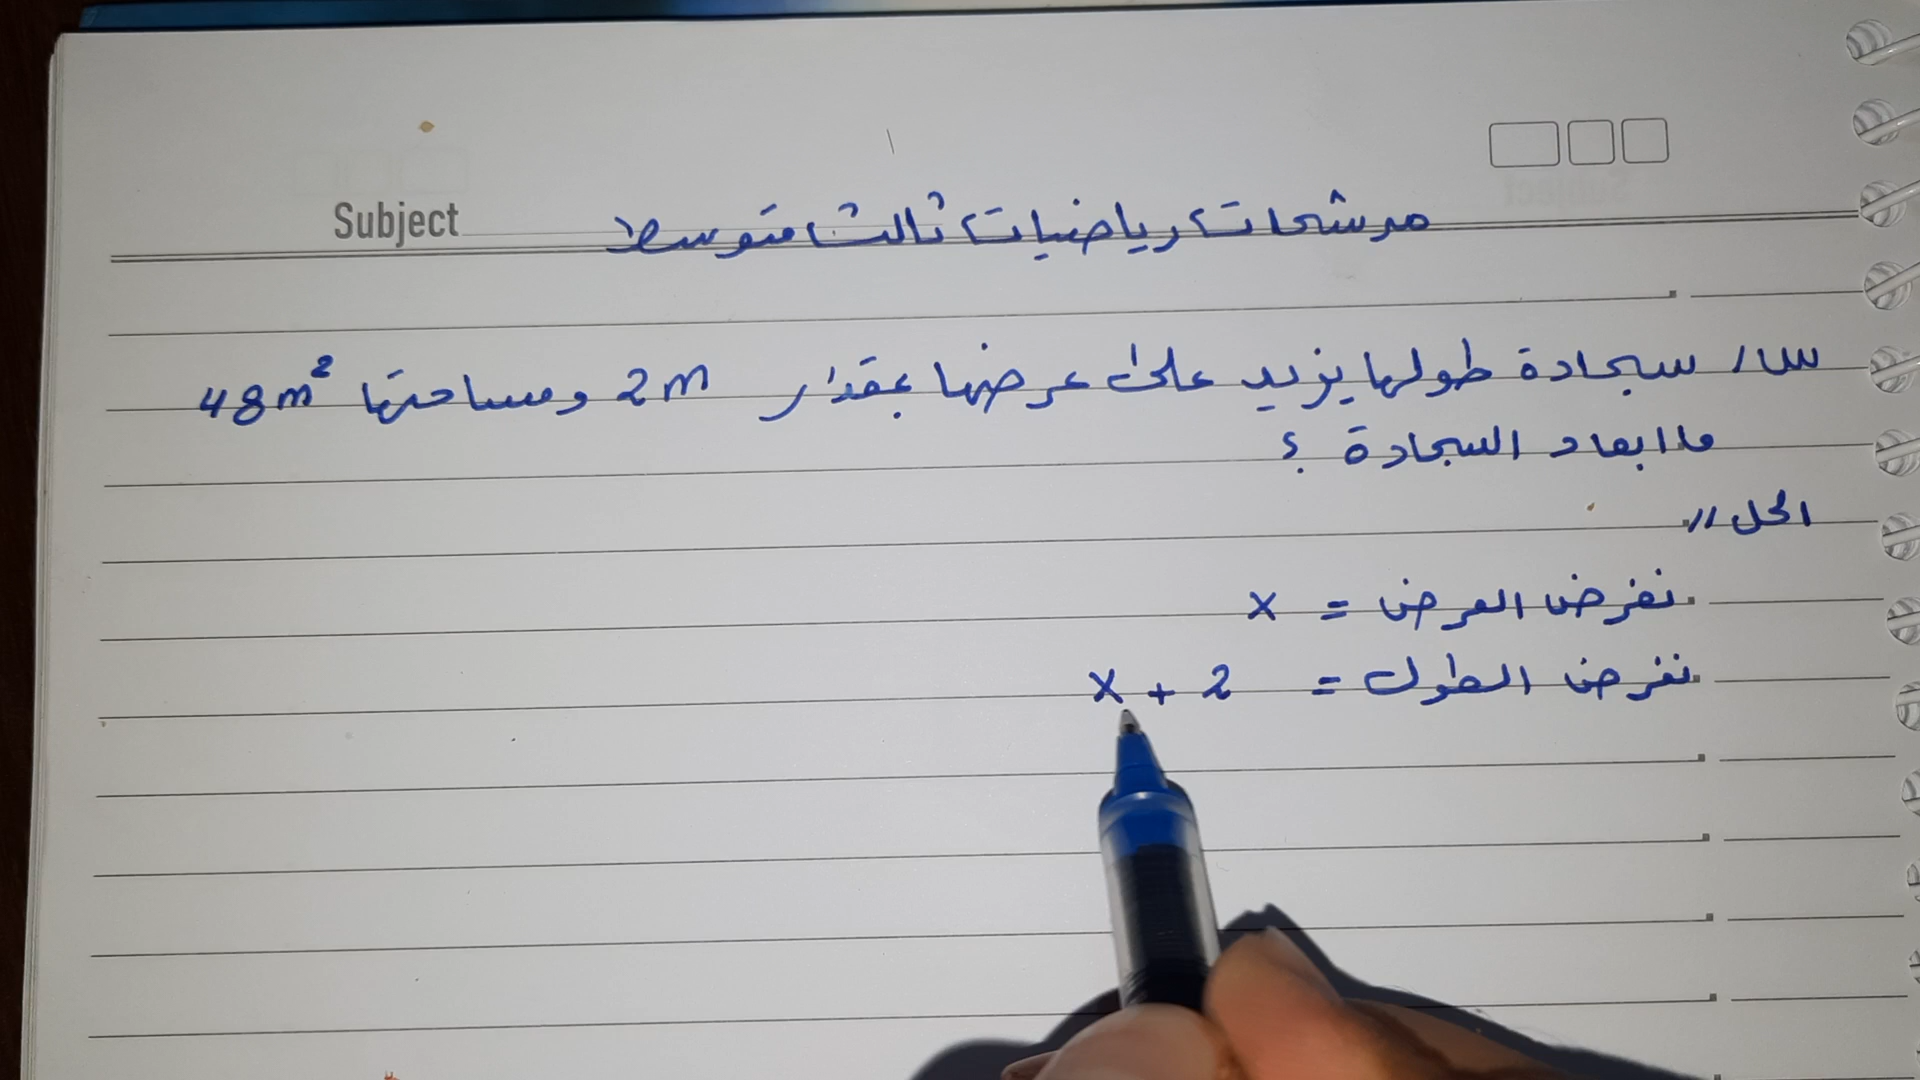 Subject
مرشحات رياضيات ثالث متوسط
س/ سجادة طولها يزيد على عرضها بمقدار 2m ومساحتها 48m²
ما ابعاد السجادة ؟
الحل //
نفرض العرض = x
نفرض الطول = x + 2